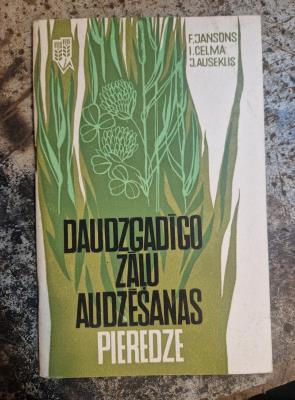 F. JANSONS
I. CELMA
J. AUSEKLIS
DAUDZGADĪGO
ZĀĻU
AUDZĒŠANAS
PIEREDZE